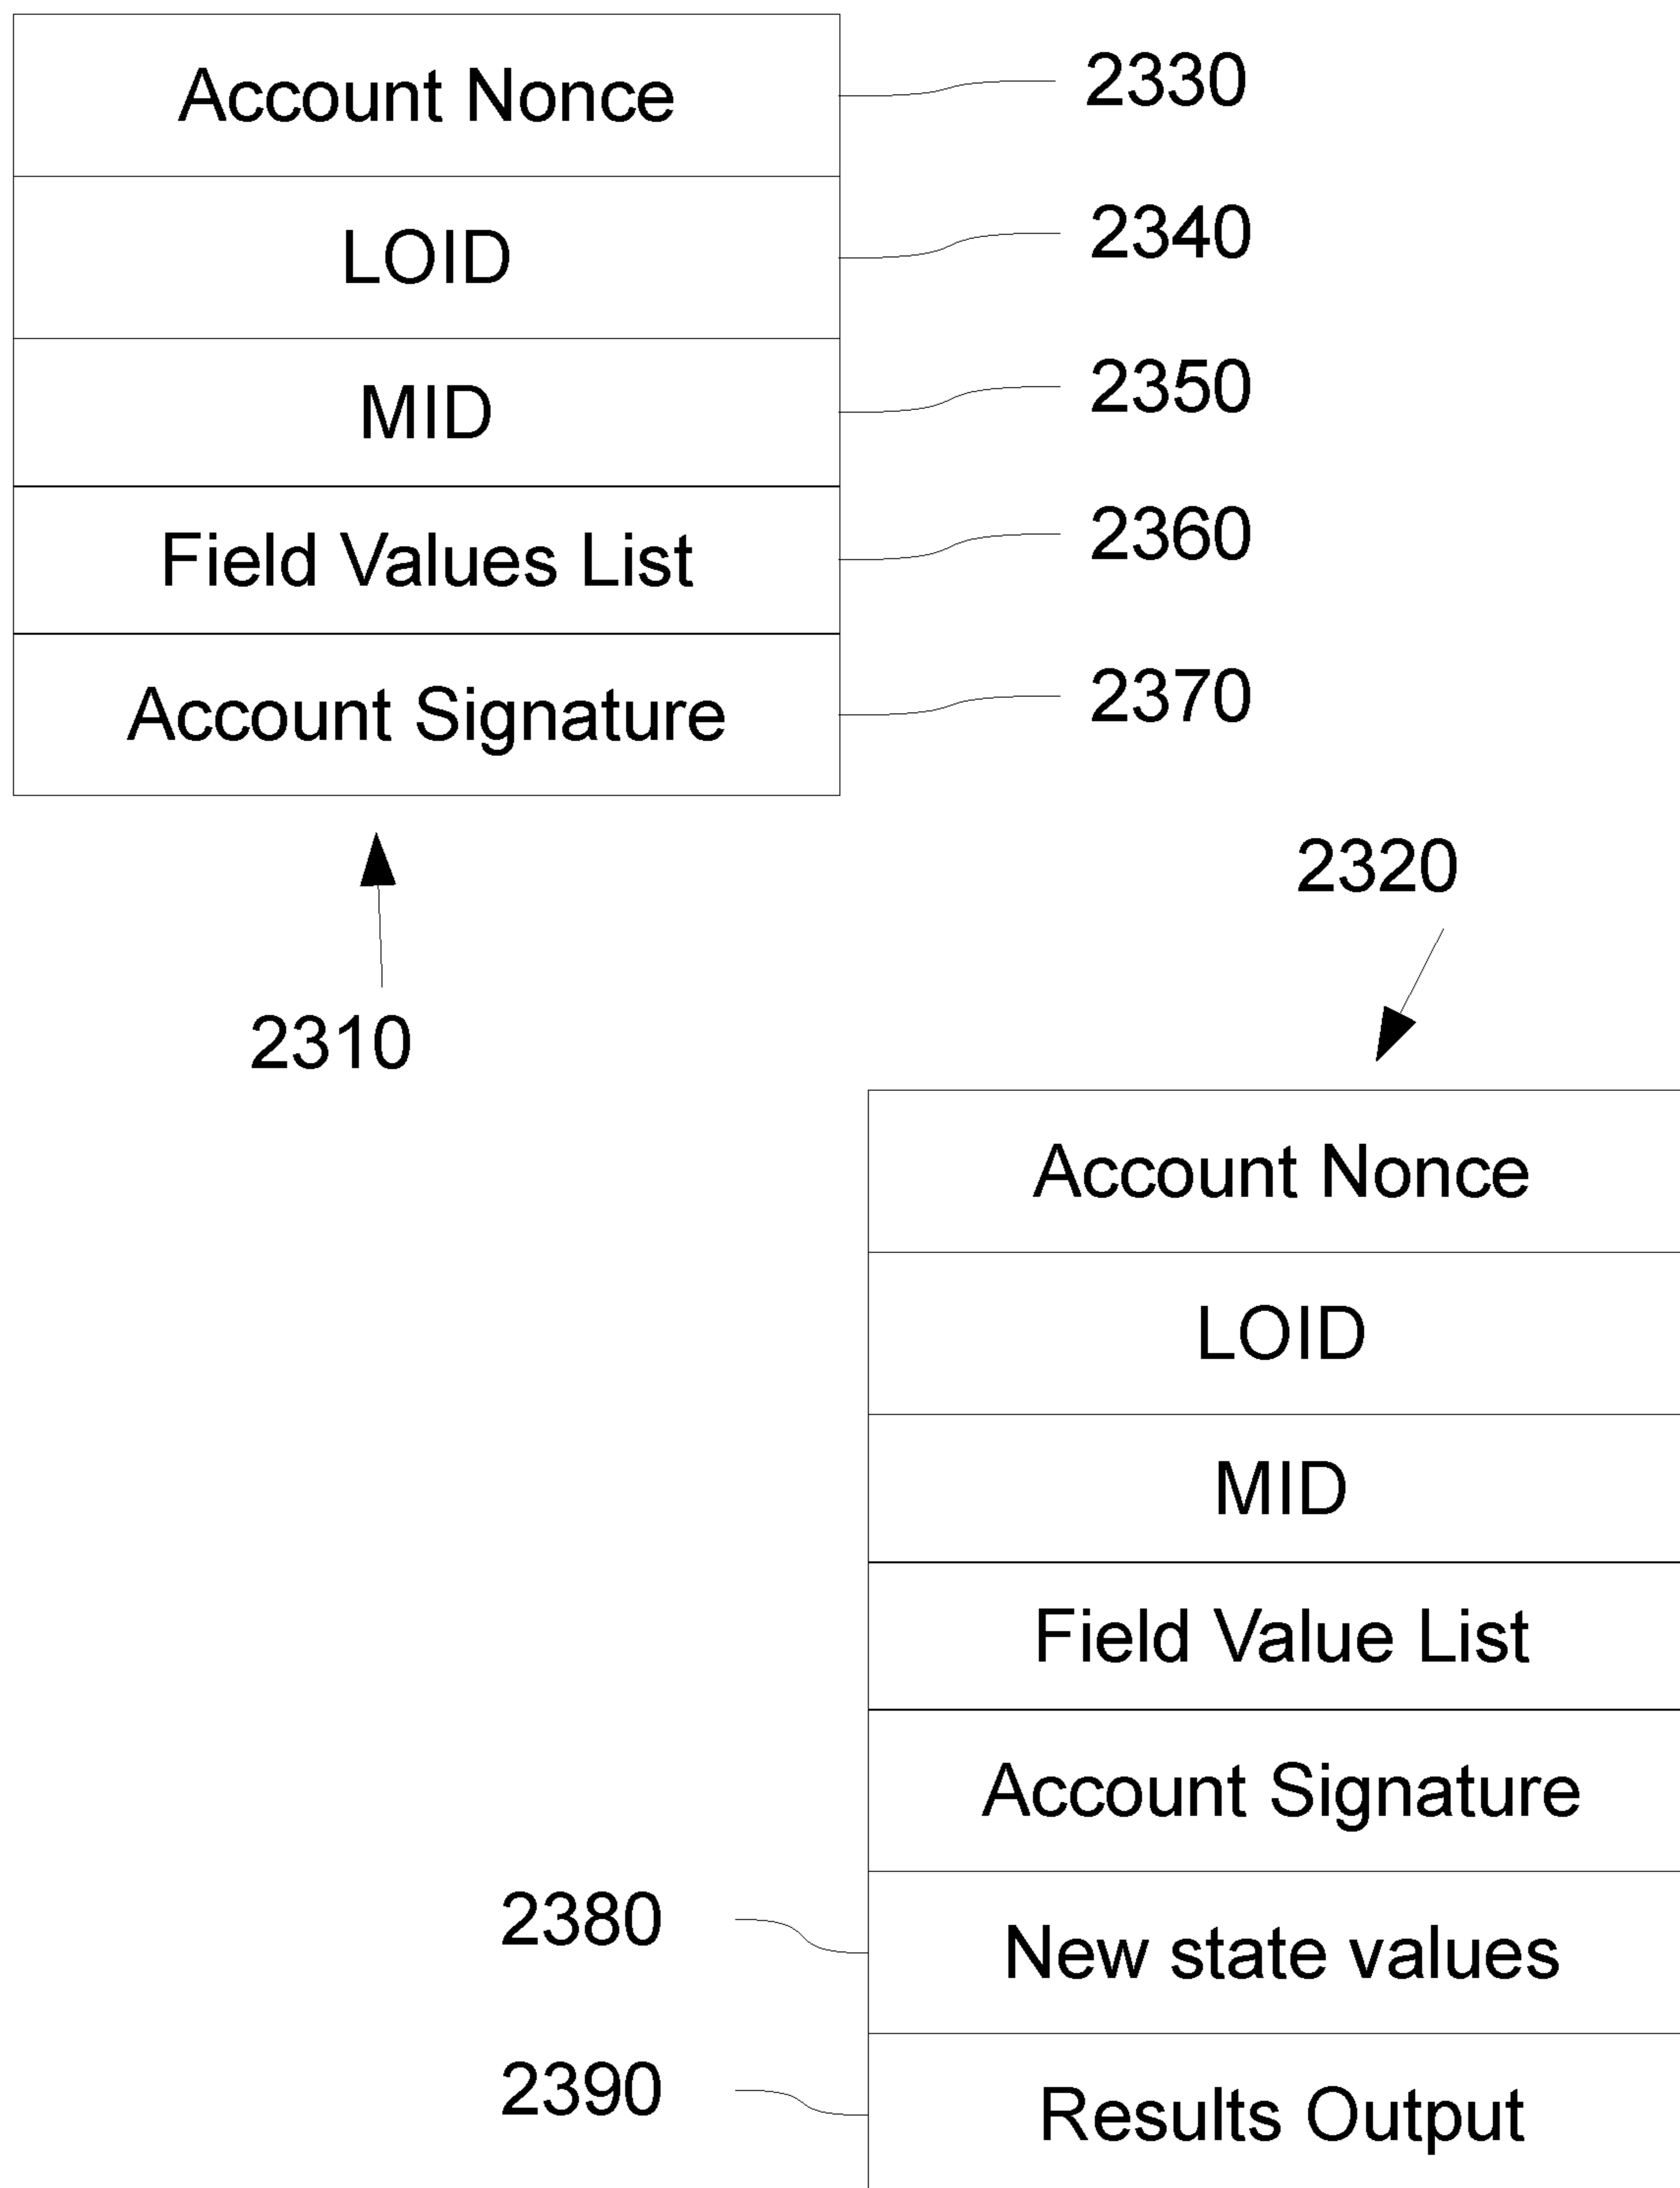 Account Nonce
2330
LOID
2340
MID
2350
Field Values List
2360
Account Signature
2370
2310
2320
Account Nonce
LOID
MID
Field Value List
Account Signature
2380
New state values
2390
Results Output